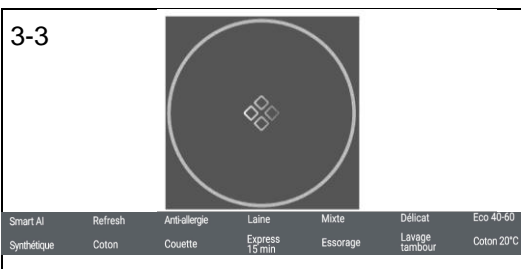 3-3
Smart AI Refresh Anti-allergie Laine Mixte Délicat Eco 40-60
Synthétique Coton Couette Express 15 min Essorage Lavage tambour Coton 20°C